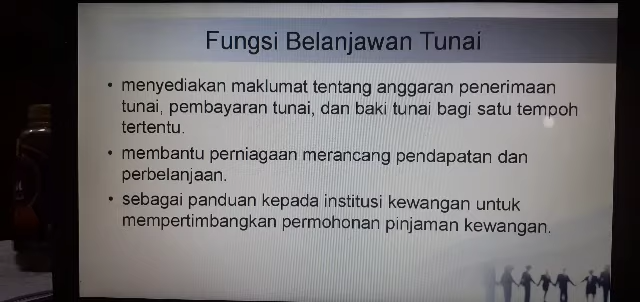 Fungsi Belanjawan Tunai
• menyediakan maklumat tentang anggaran penerimaan
tunai, pembayaran tunai, dan baki tunai bagi satu tempoh
tertentu.
• membantu perniagaan merancang pendapatan dan
perbelanjaan.
• sebagai panduan kepada institusi kewangan untuk
mempertimbangkan permohonan pinjaman kewangan.